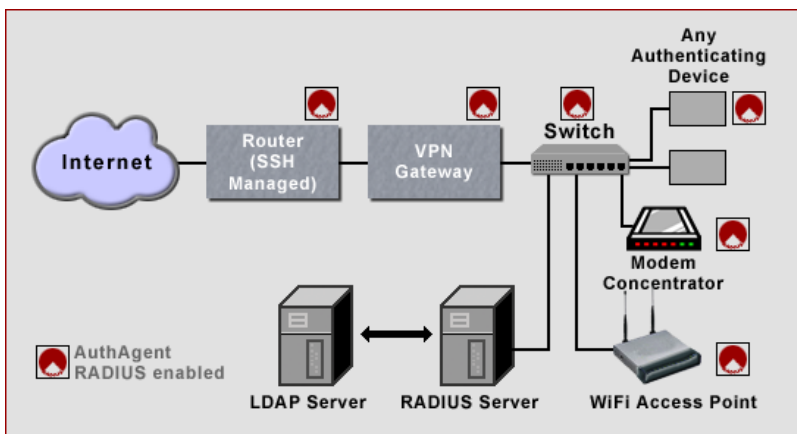 Any
Authenticating
Device
Switch
Internet
Router
(SSH
Managed)
VPN
Gateway
Modem
Concentrator
AuthAgent
RADIUS enabled
LDAP Server
RADIUS Server
WiFi Access Point